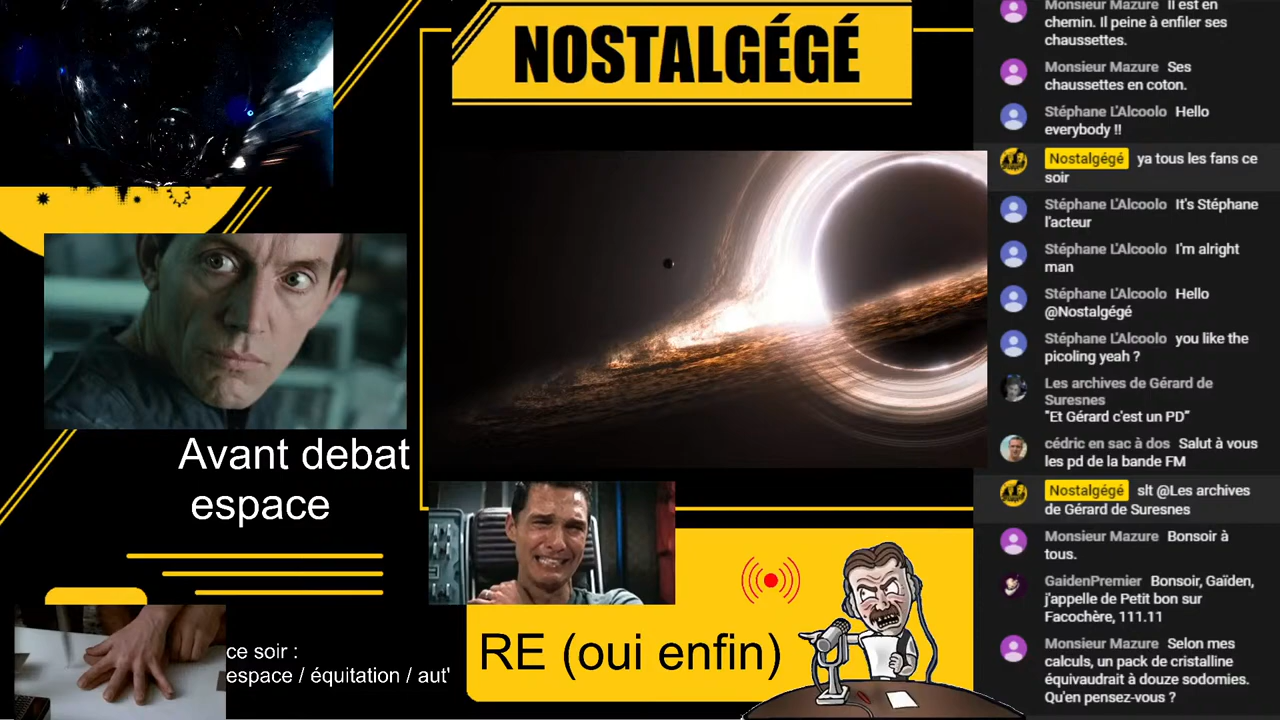 NOSTALGÉGÉ
Avant debat
espace
ce soir :
espace / équitation / aut'
RE (oui enfin)
Monsieur Mazure Il est en
chemin. Il peine à enfiler ses
chaussettes.
Monsieur Mazure Ses
chaussettes en coton.
Stéphane L'Alcoolo Hello
everybody !!
Nostalgégé ya tous les fans ce
soir
Stéphane L'Alcoolo It's Stéphane
l'acteur
Stéphane L'Alcoolo I'm alright
man
Stéphane L'Alcoolo Hello
@Nostalgégé
Stéphane L'Alcoolo you like the
picoling yeah ?
Les archives de Gérard de
Suresnes
"Et Gérard c'est un PD"
cédric en sac à dos Salut à vous
les pd de la bande FM
Nostalgégé slt @Les archives
de Gérard de Suresnes
Monsieur Mazure Bonsoir à
tous.
GaidenPremier Bonsoir, Gaïden,
j'appelle de Petit bon sur
Facochère, 111.11
Monsieur Mazure Selon mes
calculs, un pack de cristalline
équivaudrait à douze sodomies.
Qu'en pensez-vous ?